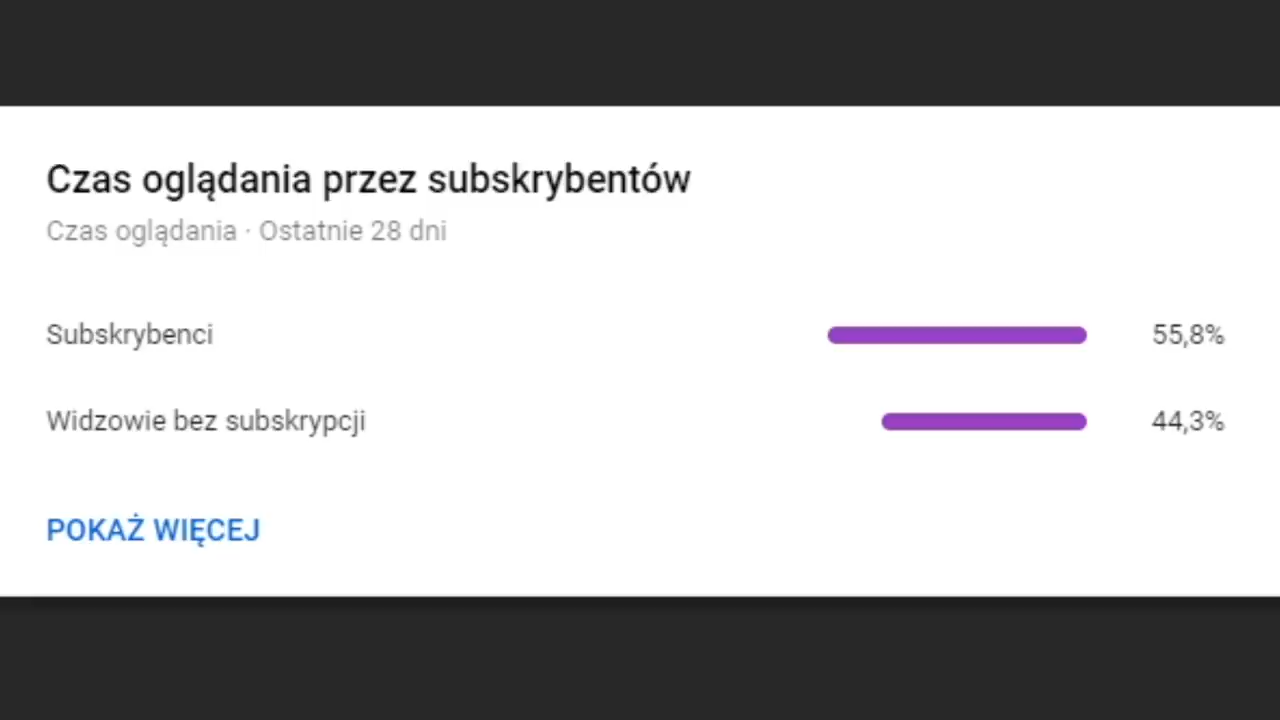 Czas oglądania przez subskrybentów
Czas oglądania · Ostatnie 28 dni
Subskrybenci 55,8%
Widzowie bez subskrypcji 44,3%
POKAŻ WIĘCEJ